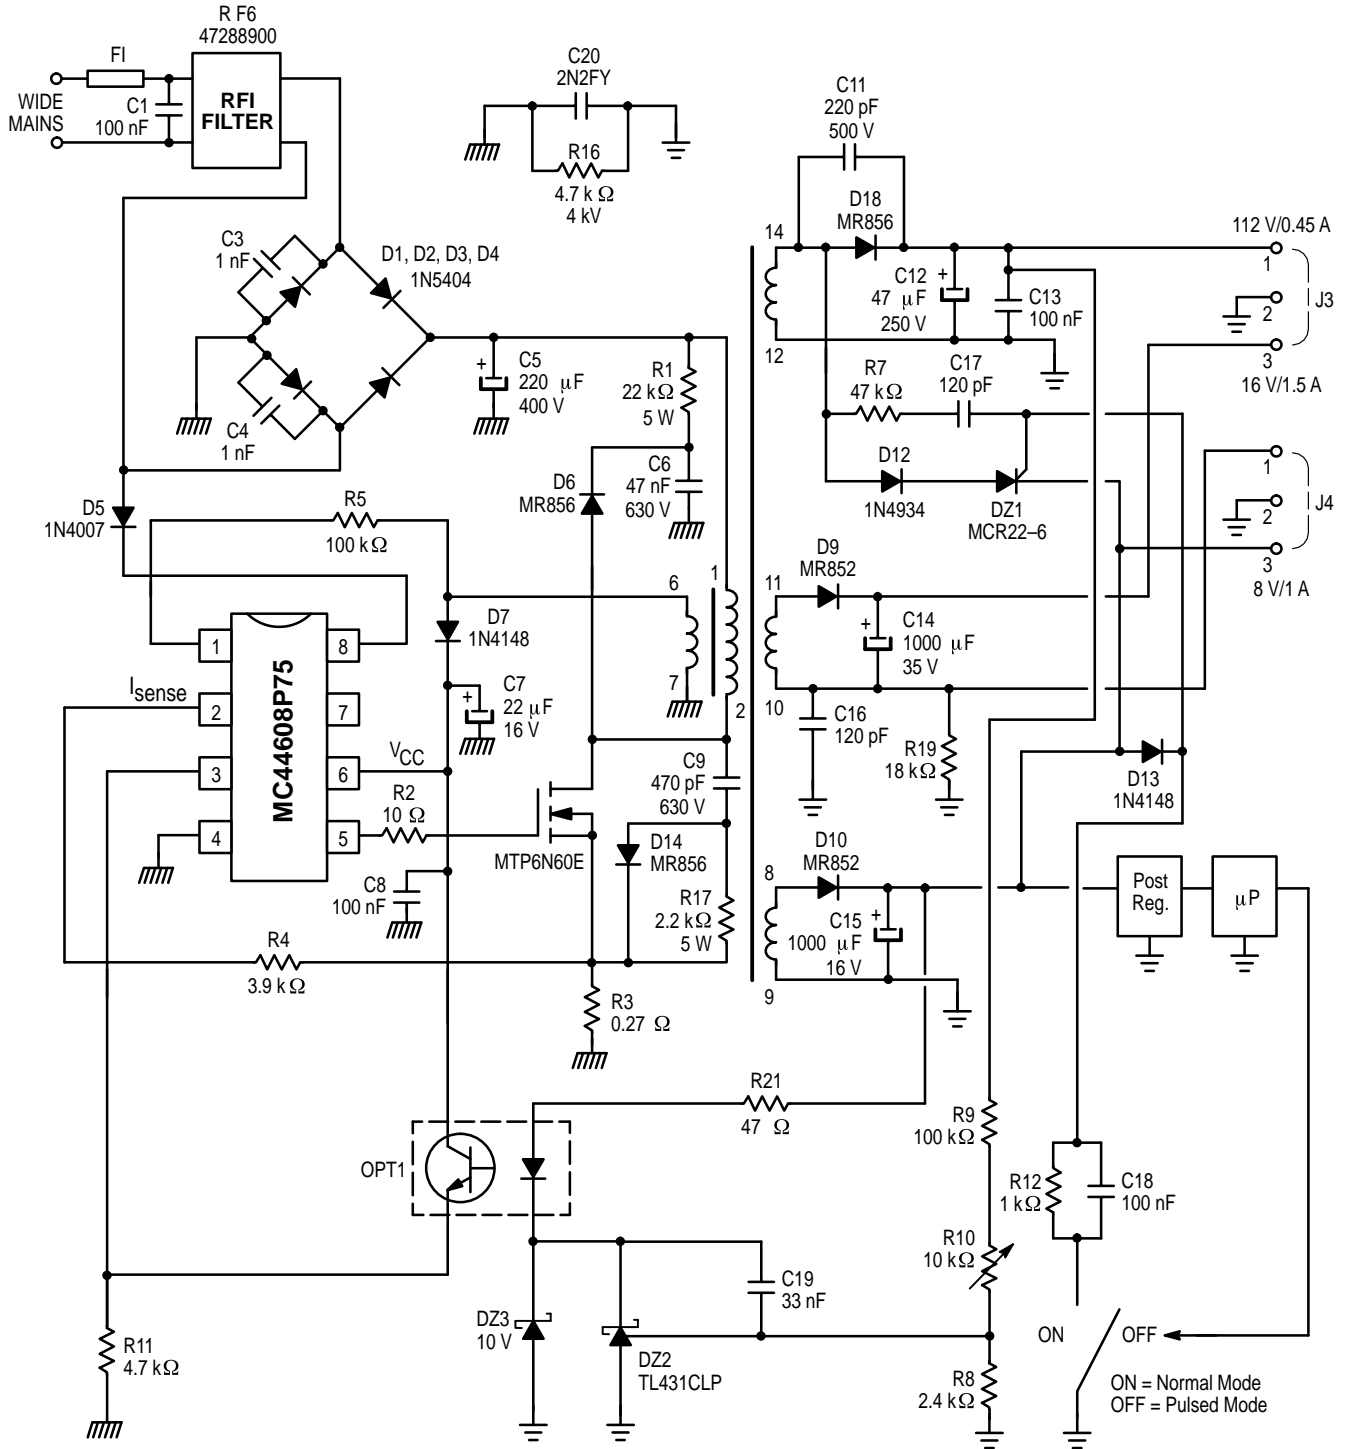 R F6
47288900
FI
WIDE
MAINS
C1
100 nF
RFI
FILTER
C20
2N2FY
R16
4.7 k Ω
4 kV
C11
220 pF
500 V
D18
MR856
14
12
C12
+
47 µF
250 V
C13
100 nF
112 V/0.45 A
1
2
3
J3
16 V/1.5 A
C3
1 nF
D1, D2, D3, D4
1N5404
C4
1 nF
+
C5
220 µF
400 V
R1
22 kΩ
5 W
R7
47 kΩ
C17
120 pF
D12
1N4934
DZ1
MCR22–6
1
2
3
J4
8 V/1 A
D6
MR856
C6
47 nF
630 V
D5
1N4007
R5
100 kΩ
D7
1N4148
6
7
1
2
11
10
D9
MR852
+
C14
1000 µF
35 V
MC44608P75
1
2
3
4
8
7
6
5
Isense
VCC
+
C7
22 µF
16 V
C16
120 pF
R19
18 kΩ
D13
1N4148
R2
10 Ω
MTP6N60E
C9
470 pF
630 V
D14
MR856
R17
2.2 kΩ
5 W
C8
100 nF
8
9
D10
MR852
C15
+
1000 µF
16 V
Post
Reg.
µP
R4
3.9 kΩ
R3
0.27 Ω
R21
47 Ω
R9
100 kΩ
OPT1
R12
1 kΩ
C18
100 nF
R10
10 kΩ
C19
33 nF
DZ3
10 V
DZ2
TL431CLP
R11
4.7 kΩ
R8
2.4 kΩ
ON
OFF
ON = Normal Mode
OFF = Pulsed Mode